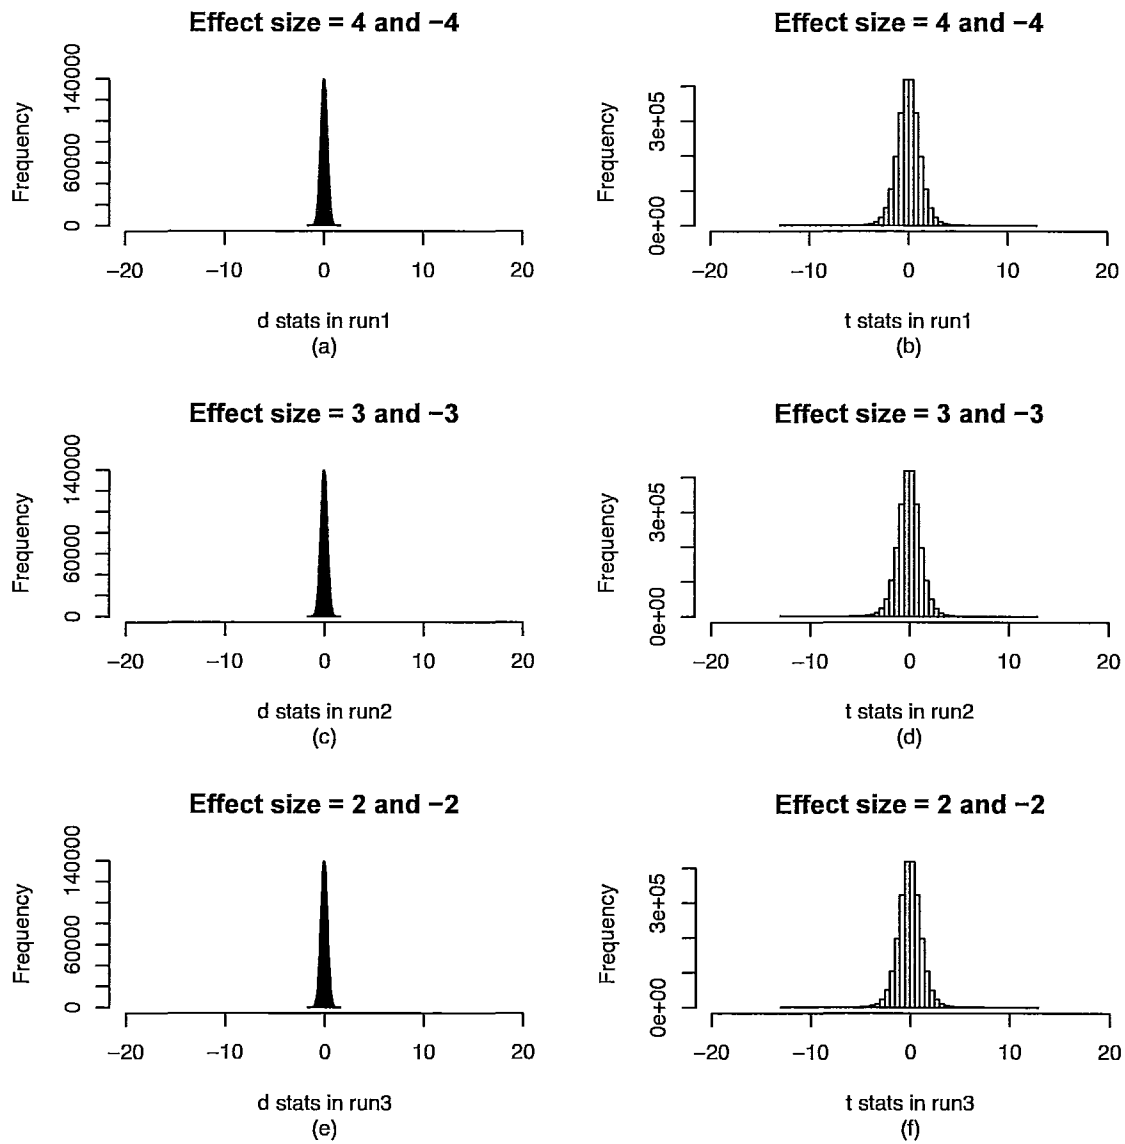 Effect size = 4 and −4
Frequency
0 60000 140000
−20 −10 0 10 20
d stats in run1
(a)
Effect size = 4 and −4
Frequency
0e+00 3e+05
−20 −10 0 10 20
t stats in run1
(b)
Effect size = 3 and −3
Frequency
0 60000 140000
−20 −10 0 10 20
d stats in run2
(c)
Effect size = 3 and −3
Frequency
0e+00 3e+05
−20 −10 0 10 20
t stats in run2
(d)
Effect size = 2 and −2
Frequency
0 60000 140000
−20 −10 0 10 20
d stats in run3
(e)
Effect size = 2 and −2
Frequency
0e+00 3e+05
−20 −10 0 10 20
t stats in run3
(f)